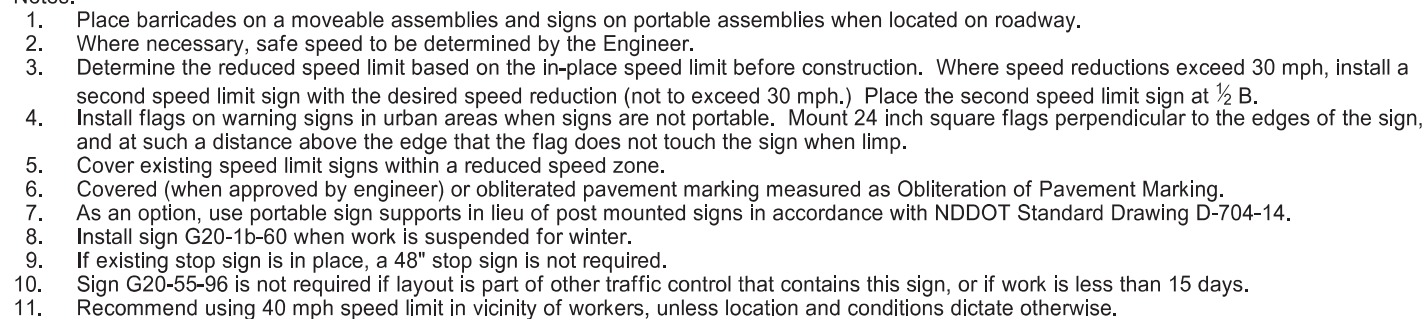 Notes:
1. Place barricades on a moveable assemblies and signs on portable assemblies when located on roadway.
2. Where necessary, safe speed to be determined by the Engineer.
3. Determine the reduced speed limit based on the in-place speed limit before construction. Where speed reductions exceed 30 mph, install a
second speed limit sign with the desired speed reduction (not to exceed 30 mph.) Place the second speed limit sign at ½ B.
4. Install flags on warning signs in urban areas when signs are not portable. Mount 24 inch square flags perpendicular to the edges of the sign,
and at such a distance above the edge that the flag does not touch the sign when limp.
5. Cover existing speed limit signs within a reduced speed zone.
6. Covered (when approved by engineer) or obliterated pavement marking measured as Obliteration of Pavement Marking.
7. As an option, use portable sign supports in lieu of post mounted signs in accordance with NDDOT Standard Drawing D-704-14.
8. Install sign G20-1b-60 when work is suspended for winter.
9. If existing stop sign is in place, a 48" stop sign is not required.
10. Sign G20-55-96 is not required if layout is part of other traffic control that contains this sign, or if work is less than 15 days.
11. Recommend using 40 mph speed limit in vicinity of workers, unless location and conditions dictate otherwise.